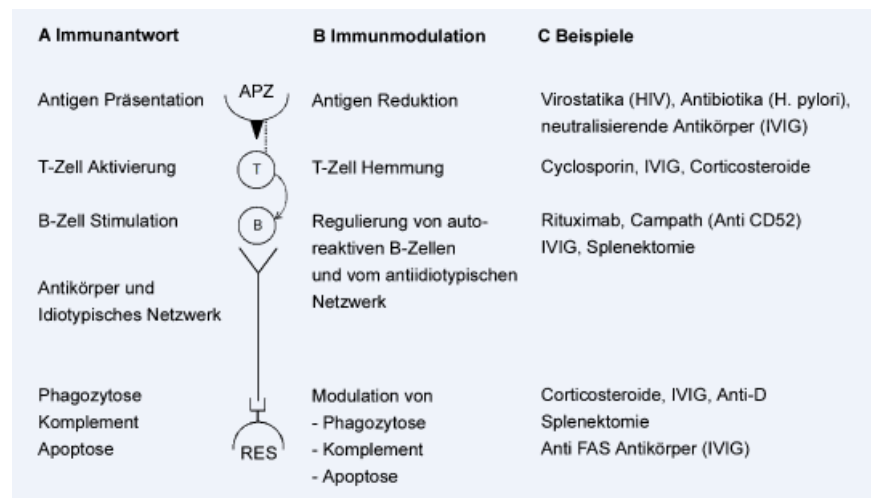 A Immunantwort B Immunmodulation C Beispiele
Antigen Präsentation APZ Antigen Reduktion Virostatika (HIV), Antibiotika (H. pylori),
neutralisierende Antikörper (IVIG)
T-Zell Aktivierung T T-Zell Hemmung Cyclosporin, IVIG, Corticosteroide
B-Zell Stimulation B Regulierung von auto- Rituximab, Campath (Anti CD52)
reaktiven B-Zellen IVIG, Splenektomie
und vom antiidiotypischen
Antikörper und Netzwerk
Idiotypisches Netzwerk
Phagozytose Modulation von Corticosteroide, IVIG, Anti-D
Komplement - Phagozytose Splenektomie
Apoptose RES - Komplement Anti FAS Antikörper (IVIG)
- Apoptose